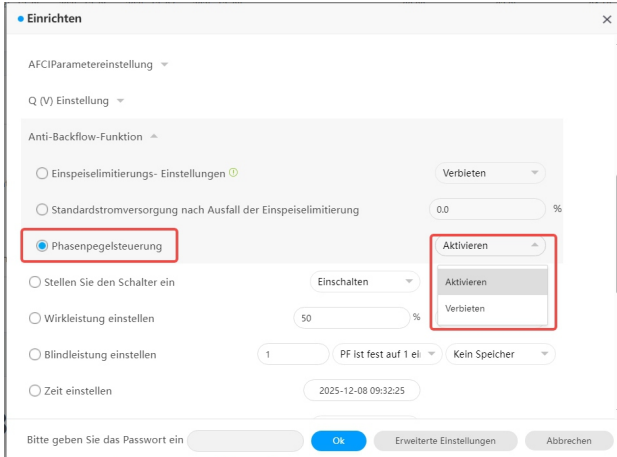 Einrichten
AFCIParametereinstellung
Q (V) Einstellung
Anti-Backflow-Funktion
Einspeiselimitierungs- Einstellungen Verbieten
Standardstromversorgung nach Ausfall der Einspeiselimitierung 0.0 %
Phasenpegelsteuerung Aktivieren
Aktivieren
Verbieten
Stellen Sie den Schalter ein Einschalten
Wirkleistung einstellen 50 %
Blindleistung einstellen 1 PF ist fest auf 1 Kein Speicher
Zeit einstellen 2025-12-08 09:32:25
Bitte geben Sie das Passwort ein Ok Erweiterte Einstellungen Abbrechen